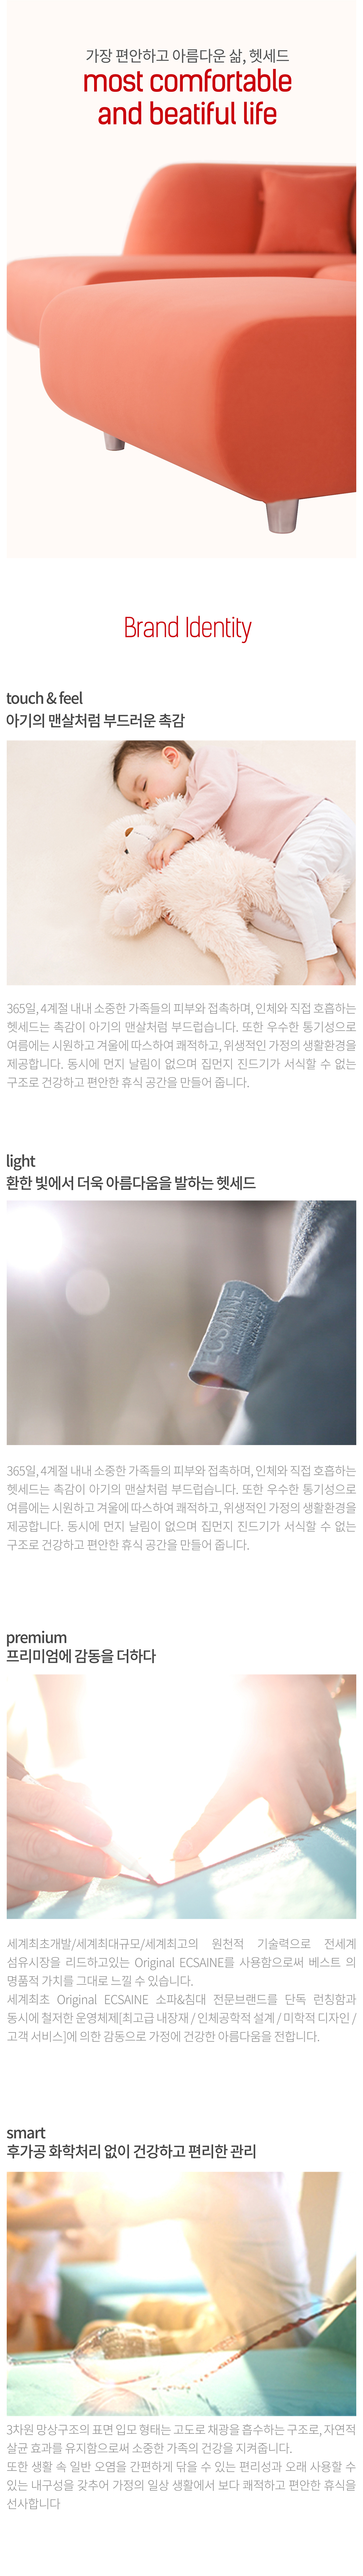 가장 편안하고 아름다운 삶, 헷세드
most comfortable
and beatiful life
Brand Identity
touch & feel
아기의 맨살처럼 부드러운 촉감
365일, 4계절 내내 소중한 가족들의 피부와 접촉하며, 인체와 직접 호흡하는
헷세드는 촉감이 아기의 맨살처럼 부드럽습니다. 또한 우수한 통기성으로
여름에는 시원하고 겨울에 따스하여 쾌적하고, 위생적인 가정의 생활환경을
제공합니다. 동시에 먼지 날림이 없으며 집먼지 진드기가 서식할 수 없는
구조로 건강하고 편안한 휴식 공간을 만들어 줍니다.
light
환한 빛에서 더욱 아름다움을 발하는 헷세드
ECSAINE
365일, 4계절 내내 소중한 가족들의 피부와 접촉하며, 인체와 직접 호흡하는
헷세드는 촉감이 아기의 맨살처럼 부드럽습니다. 또한 우수한 통기성으로
여름에는 시원하고 겨울에 따스하여 쾌적하고, 위생적인 가정의 생활환경을
제공합니다. 동시에 먼지 날림이 없으며 집먼지 진드기가 서식할 수 없는
구조로 건강하고 편안한 휴식 공간을 만들어 줍니다.
premium
프리미엄에 감동을 더하다
세계최초개발/세계최대규모/세계최고의 원천적 기술력으로 전세계
섬유시장을 리드하고있는 Original ECSAINE를 사용함으로써 베스트 의
명품적 가치를 그대로 느낄 수 있습니다.
세계최초 Original ECSAINE 소파&침대 전문브랜드를 단독 런칭함과
동시에 철저한 운영체제[최고급 내장재 / 인체공학적 설계 / 미학적 디자인 /
고객 서비스]에 의한 감동으로 가정에 건강한 아름다움을 전합니다.
smart
후가공 화학처리 없이 건강하고 편리한 관리
3차원 망상구조의 표면 입모 형태는 고도로 채광을 흡수하는 구조로, 자연적
살균 효과를 유지함으로써 소중한 가족의 건강을 지켜줍니다.
또한 생활 속 일반 오염을 간편하게 닦을 수 있는 편리성과 오래 사용할 수
있는 내구성을 갖추어 가정의 일상 생활에서 보다 쾌적하고 편안한 휴식을
선사합니다